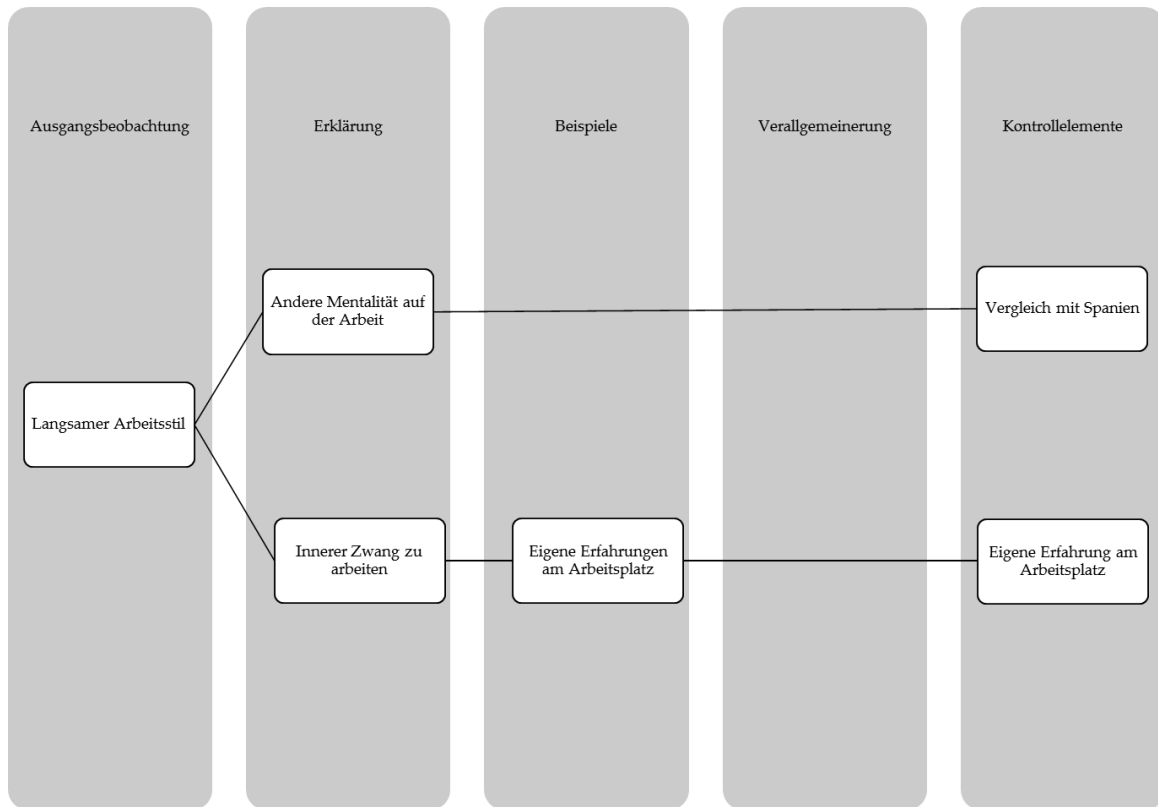 Ausgangsbeobachtung
Erklärung
Beispiele
Verallgemeinerung
Kontrollelemente
Andere Mentalität auf
der Arbeit
Vergleich mit Spanien
Langsamer Arbeitsstil
Innerer Zwang zu
arbeiten
Eigene Erfahrungen
am Arbeitsplatz
Eigene Erfahrung am
Arbeitsplatz